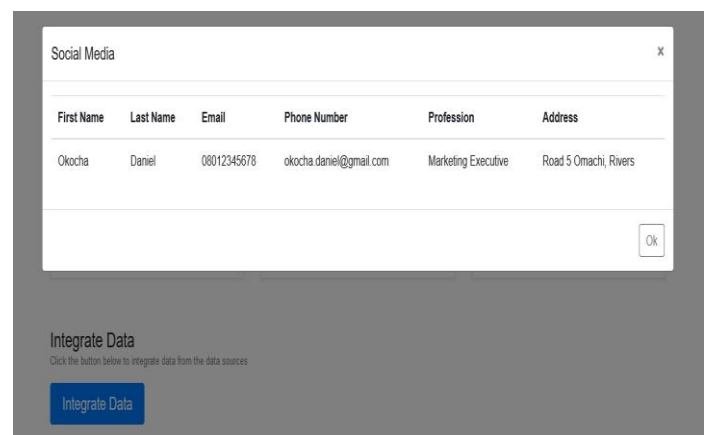 Social Media x
First Name Last Name Email Phone Number Profession Address
Okocha Daniel 08012345678 okocha.daniel@gmail.com Marketing Executive Road 5 Omachi, Rivers
Ok
Integrate Data
Click the button below to integrate data from the data sources
Integrate Data